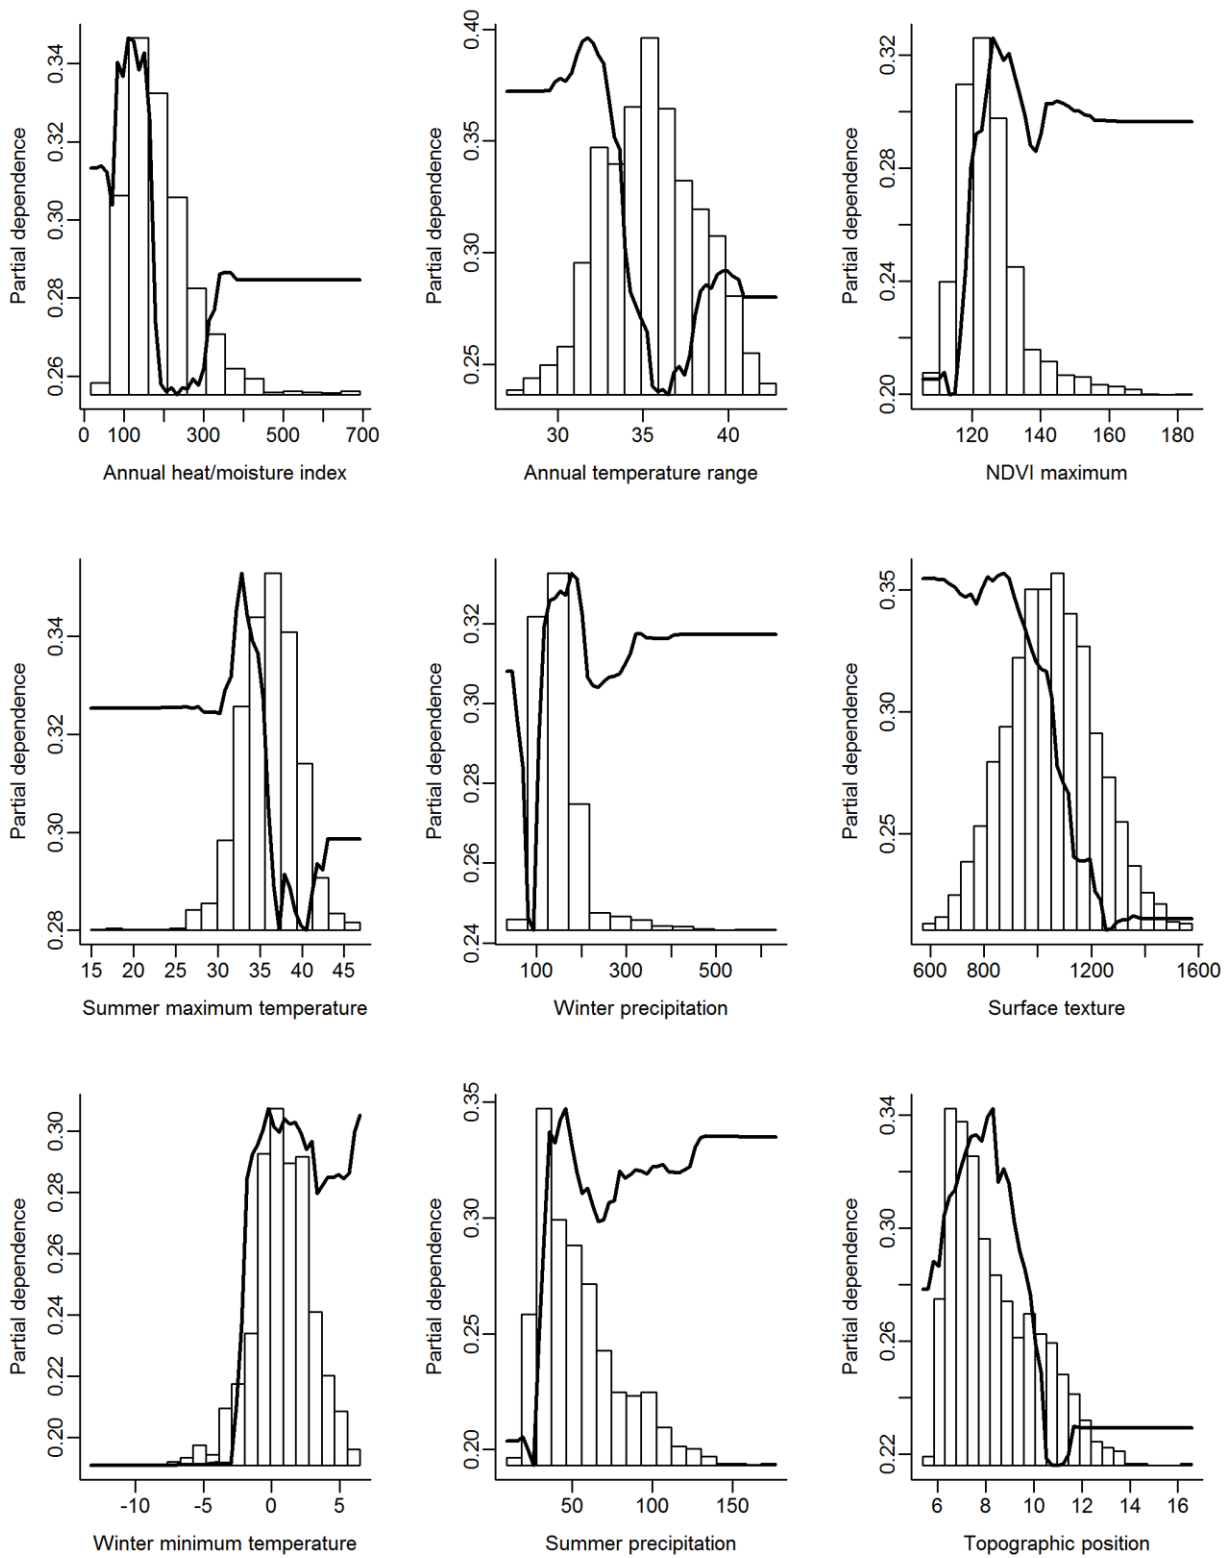 Partial dependence
0.26 0.28 0.30 0.32 0.34
0 100 300 500 700
Annual heat/moisture index
Partial dependence
0.25 0.30 0.35 0.40
30 35 40
Annual temperature range
Partial dependence
0.20 0.24 0.28 0.32
120 140 160 180
NDVI maximum
Partial dependence
0.28 0.30 0.32 0.34
15 20 25 30 35 40 45
Summer maximum temperature
Partial dependence
0.24 0.26 0.28 0.30 0.32
100 300 500
Winter precipitation
Partial dependence
0.25 0.30 0.35
600 800 1200 1600
Surface texture
Partial dependence
0.20 0.22 0.24 0.26 0.28 0.30
-10 -5 0 5
Winter minimum temperature
Partial dependence
0.20 0.25 0.30 0.35
50 100 150
Summer precipitation
Partial dependence
0.22 0.26 0.30 0.34
6 8 10 12 14 16
Topographic position